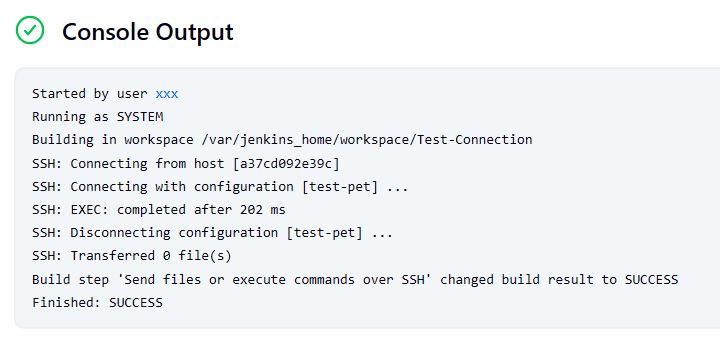 Console Output
Started by user xxx
Running as SYSTEM
Building in workspace /var/jenkins_home/workspace/Test-Connection
SSH: Connecting from host [a37cd092e39c]
SSH: Connecting with configuration [test-pet] ...
SSH: EXEC: completed after 202 ms
SSH: Disconnecting configuration [test-pet] ...
SSH: Transferred 0 file(s)
Build step 'Send files or execute commands over SSH' changed build result to SUCCESS
Finished: SUCCESS